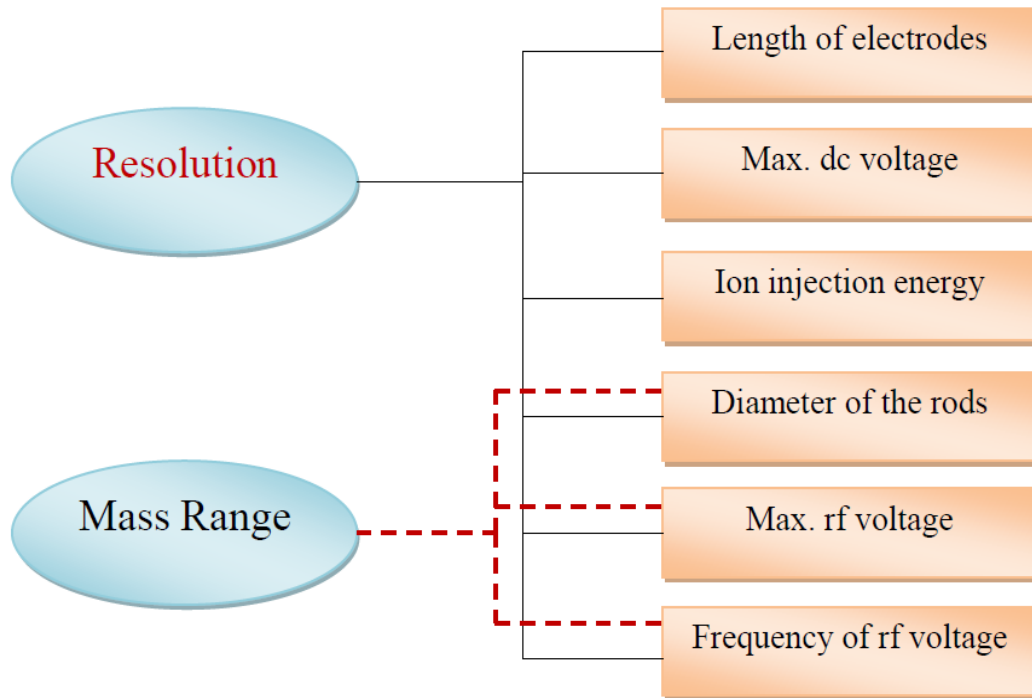 Resolution
Mass Range
Length of electrodes
Max. dc voltage
Ion injection energy
Diameter of the rods
Max. rf voltage
Frequency of rf voltage